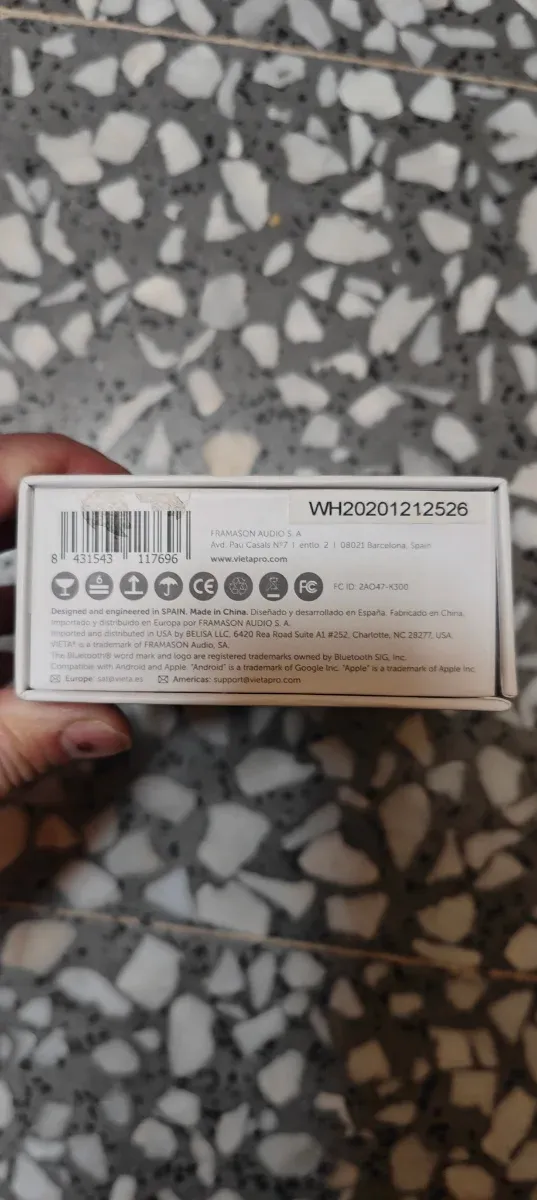 WH20201212526
8 431543 117696
FRAMASON AUDIO S. A
Avd. Pau Casals Nº7 | entlo. 2 | 08021 Barcelona, Spain
www.vietapro.com
6
CE
FC
FC ID: 2AO47-K300
Designed and engineered in SPAIN. Made in China. Diseñado y desarrollado en España. Fabricado en China,
importado y distribuido en Europa por FRAMASON AUDIO S. A.
Imported and distributed in USA by BELISA LLC, 6420 Rea Road Suite A1 #252, Charlotte, NC 28277, USA.
VIETA® is a trademark of FRAMASON Audio, SA.
The Bluetooth® word mark and logo are registered trademarks owned by Bluetooth SIG, Inc.
Compatible with Android and Apple. "Android" is a trademark of Google Inc. "Apple" is a trademark of Apple Inc
Europe: sat@vieta.es Americas: support@vietapro.com